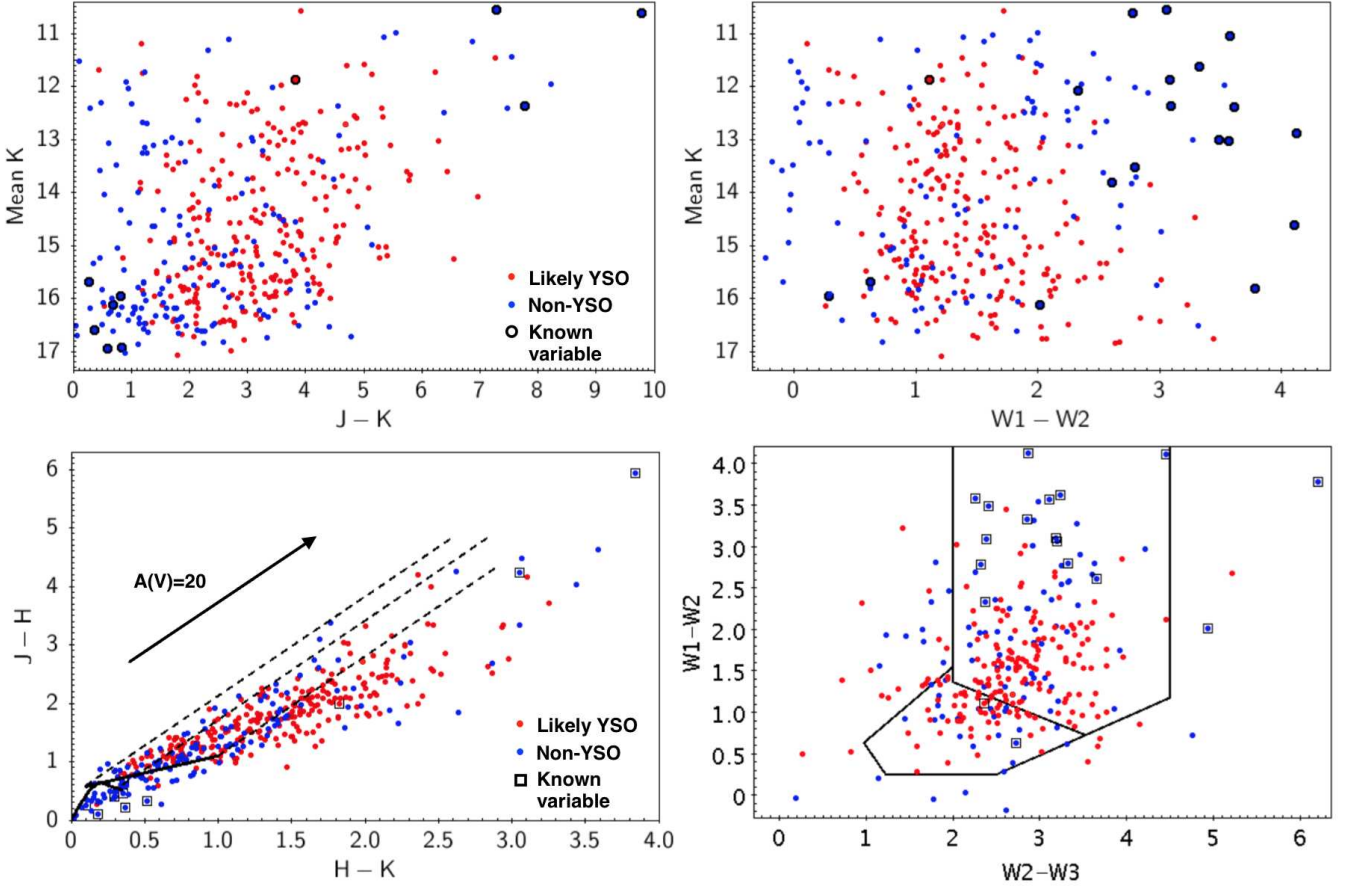 11
12
13
14
15
16
17
Mean K
0 1 2 3 4 5 6 7 8 9 10
J – K
Likely YSO
Non-YSO
Known
variable
11
12
13
14
15
16
17
Mean K
0 1 2 3 4
W1 – W2
6
5
4
3
2
1
0
J – H
A(V)=20
0 0.5 1.0 1.5 2.0 2.5 3.0 3.5 4.0
H – K
Likely YSO
Non-YSO
Known
variable
4.0
3.5
3.0
2.5
2.0
1.5
1.0
0.5
0
W1–W2
0 1 2 3 4 5 6
W2–W3